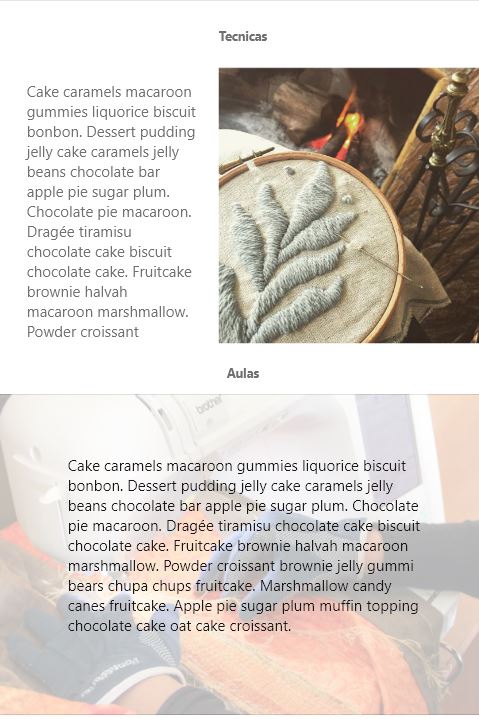 Tecnicas
Cake caramels macaroon
gummies liquorice biscuit
bonbon. Dessert pudding
jelly cake caramels jelly
beans chocolate bar
apple pie sugar plum.
Chocolate pie macaroon.
Dragée tiramisu
chocolate cake biscuit
chocolate cake. Fruitcake
brownie halvah
macaroon marshmallow.
Powder croissant
Aulas
brother
Cake caramels macaroon gummies liquorice biscuit
bonbon. Dessert pudding jelly cake caramels jelly
beans chocolate bar apple pie sugar plum. Chocolate
pie macaroon. Dragée tiramisu chocolate cake biscuit
chocolate cake. Fruitcake brownie halvah macaroon
marshmallow. Powder croissant brownie jelly gummi
bears chupa chups fruitcake. Marshmallow candy
canes fruitcake. Apple pie sugar plum muffin topping
chocolate cake oat cake croissant.